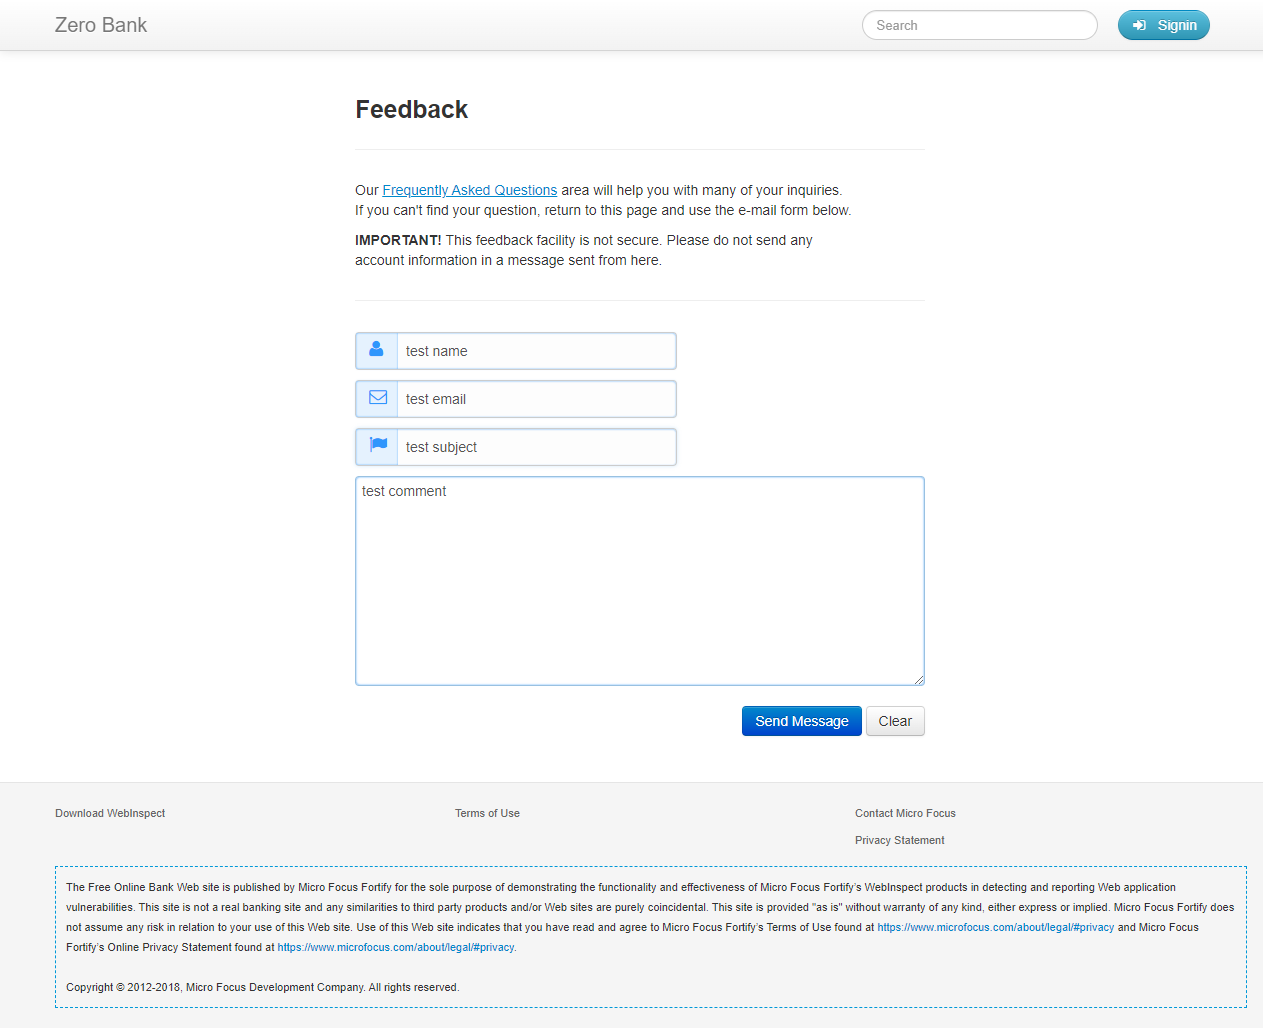 Zero Bank
Search
Signin
Feedback
Our Frequently Asked Questions area will help you with many of your inquiries.
If you can't find your question, return to this page and use the e-mail form below.
IMPORTANT! This feedback facility is not secure. Please do not send any
account information in a message sent from here.
test name
test email
test subject
test comment
Send Message
Clear
Download WebInspect
Terms of Use
Contact Micro Focus
Privacy Statement
The Free Online Bank Web site is published by Micro Focus Fortify for the sole purpose of demonstrating the functionality and effectiveness of Micro Focus Fortify's WebInspect products in detecting and reporting Web application
vulnerabilities. This site is not a real banking site and any similarities to third party products and/or Web sites are purely coincidental. This site is provided "as is" without warranty of any kind, either express or implied. Micro Focus Fortify does
not assume any risk in relation to your use of this Web site. Use of this Web site indicates that you have read and agree to Micro Focus Fortify's Terms of Use found at https://www.microfocus.com/about/legal/#privacy and Micro Focus
Fortify's Online Privacy Statement found at https://www.microfocus.com/about/legal/#privacy.
Copyright © 2012-2018, Micro Focus Development Company. All rights reserved.